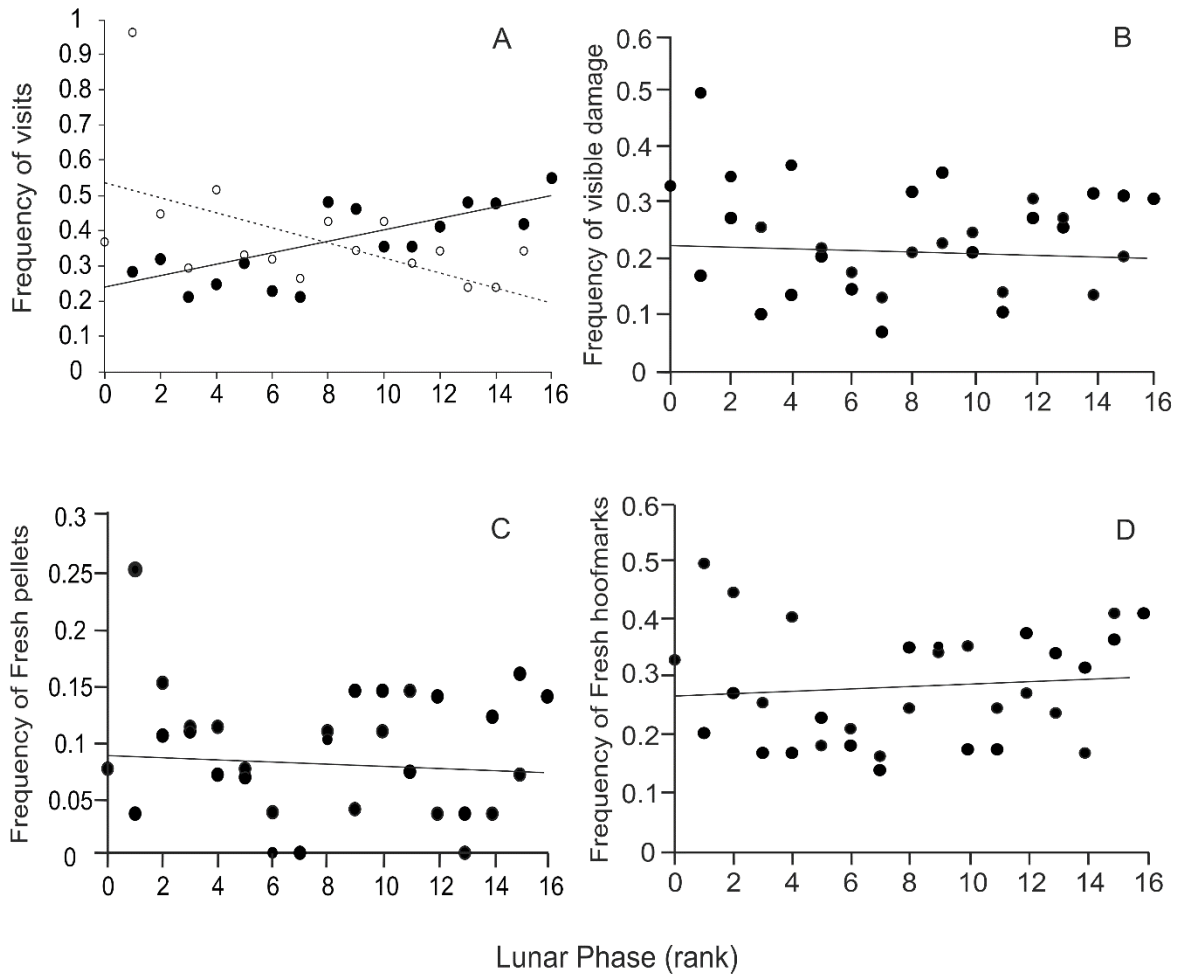 A
Frequency of visits
1
0.9
0.8
0.7
0.6
0.5
0.4
0.3
0.2
0.1
0
0 2 4 6 8 10 12 14 16
B
Frequency of visible damage
0.6
0.5
0.4
0.3
0.2
0.1
0
0 2 4 6 8 10 12 14 16
C
Frequency of Fresh pellets
0.3
0.25
0.2
0.15
0.1
0.05
0
0 2 4 6 8 10 12 14 16
D
Frequency of Fresh hoofmarks
0.6
0.5
0.4
0.3
0.2
0.1
0
0 2 4 6 8 10 12 14 16
Lunar Phase (rank)